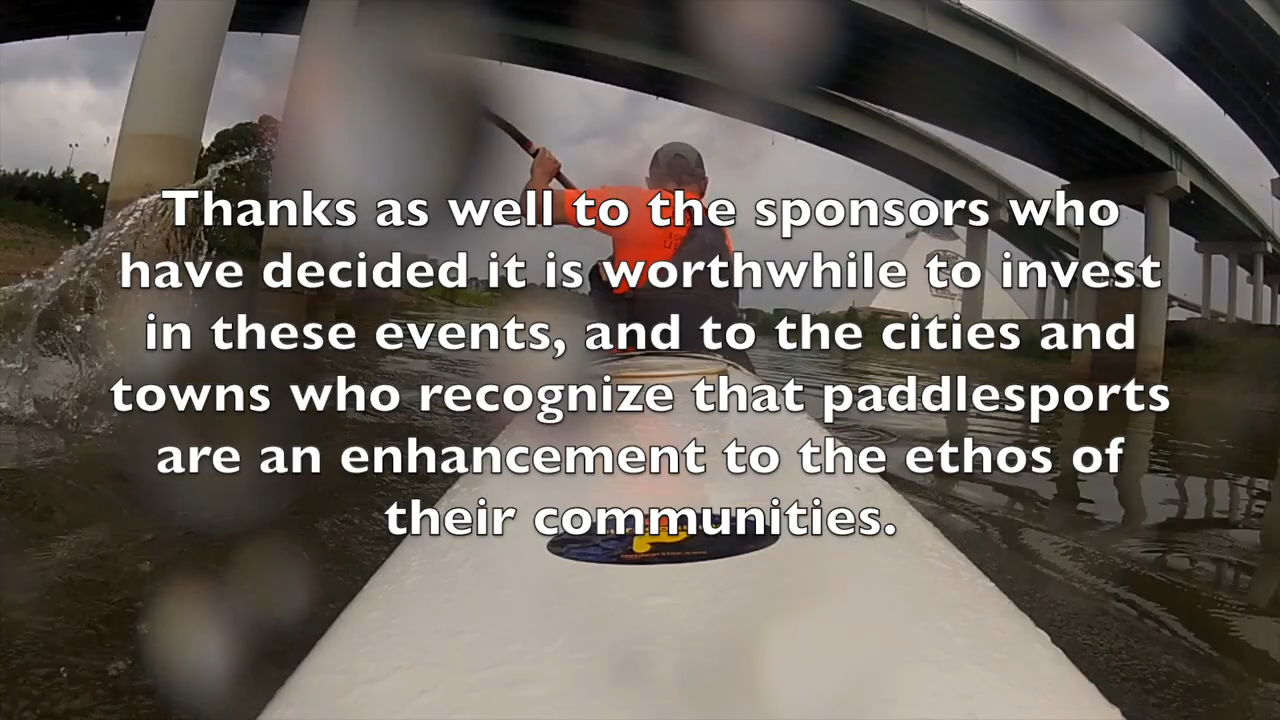 Thanks as well to the sponsors who
have decided it is worthwhile to invest
in these events, and to the cities and
towns who recognize that paddlesports
are an enhancement to the ethos of
their communities.